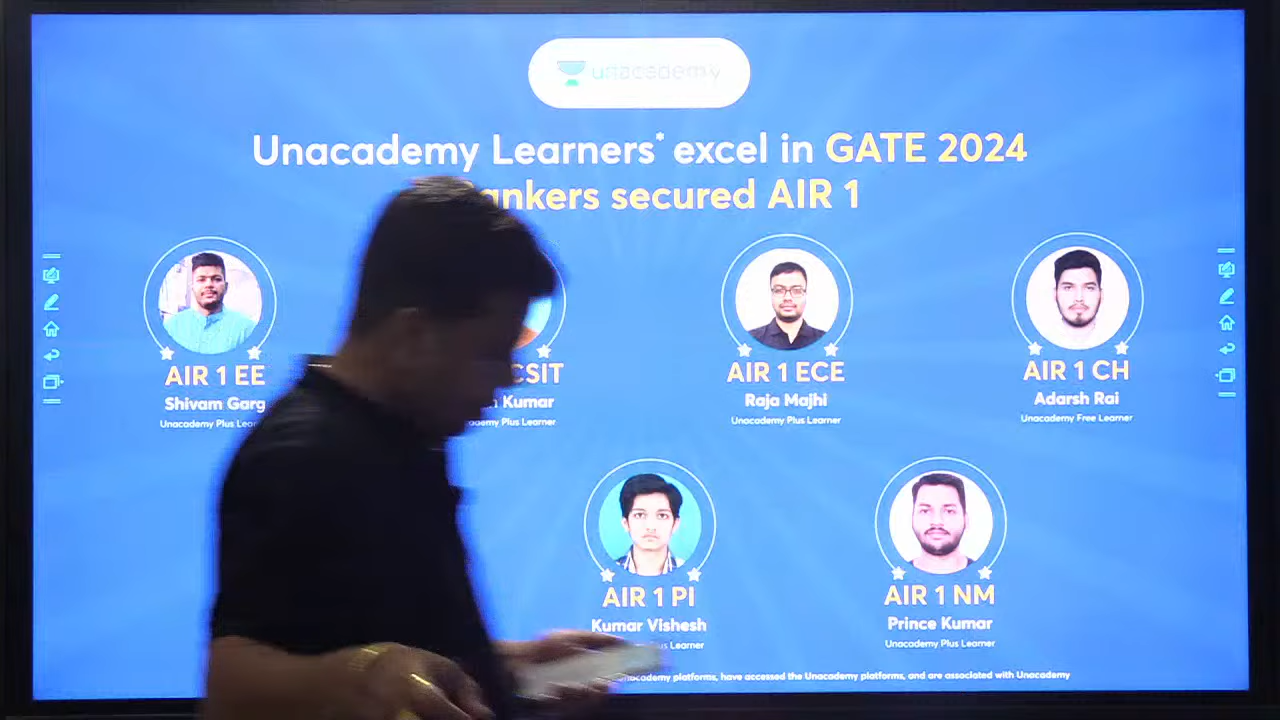 unacademy
Unacademy Learners* excel in GATE 2024
ankers secured AIR 1
AIR 1 EE
CSIT
AIR 1 ECE
AIR 1 CH
Shivam Garg
Kumar
Raja Majhi
Adarsh Rai
Unacademy Plus
Plus Learner
Unacademy Plus Learner
Unacademy Free Learner
AIR 1 PI
AIR 1 NM
Kumar Vishesh
Prince Kumar
Learner
Unacademy Plus Learner
platforms, have accessed the Unacademy platforms, and are associated with Unacademy